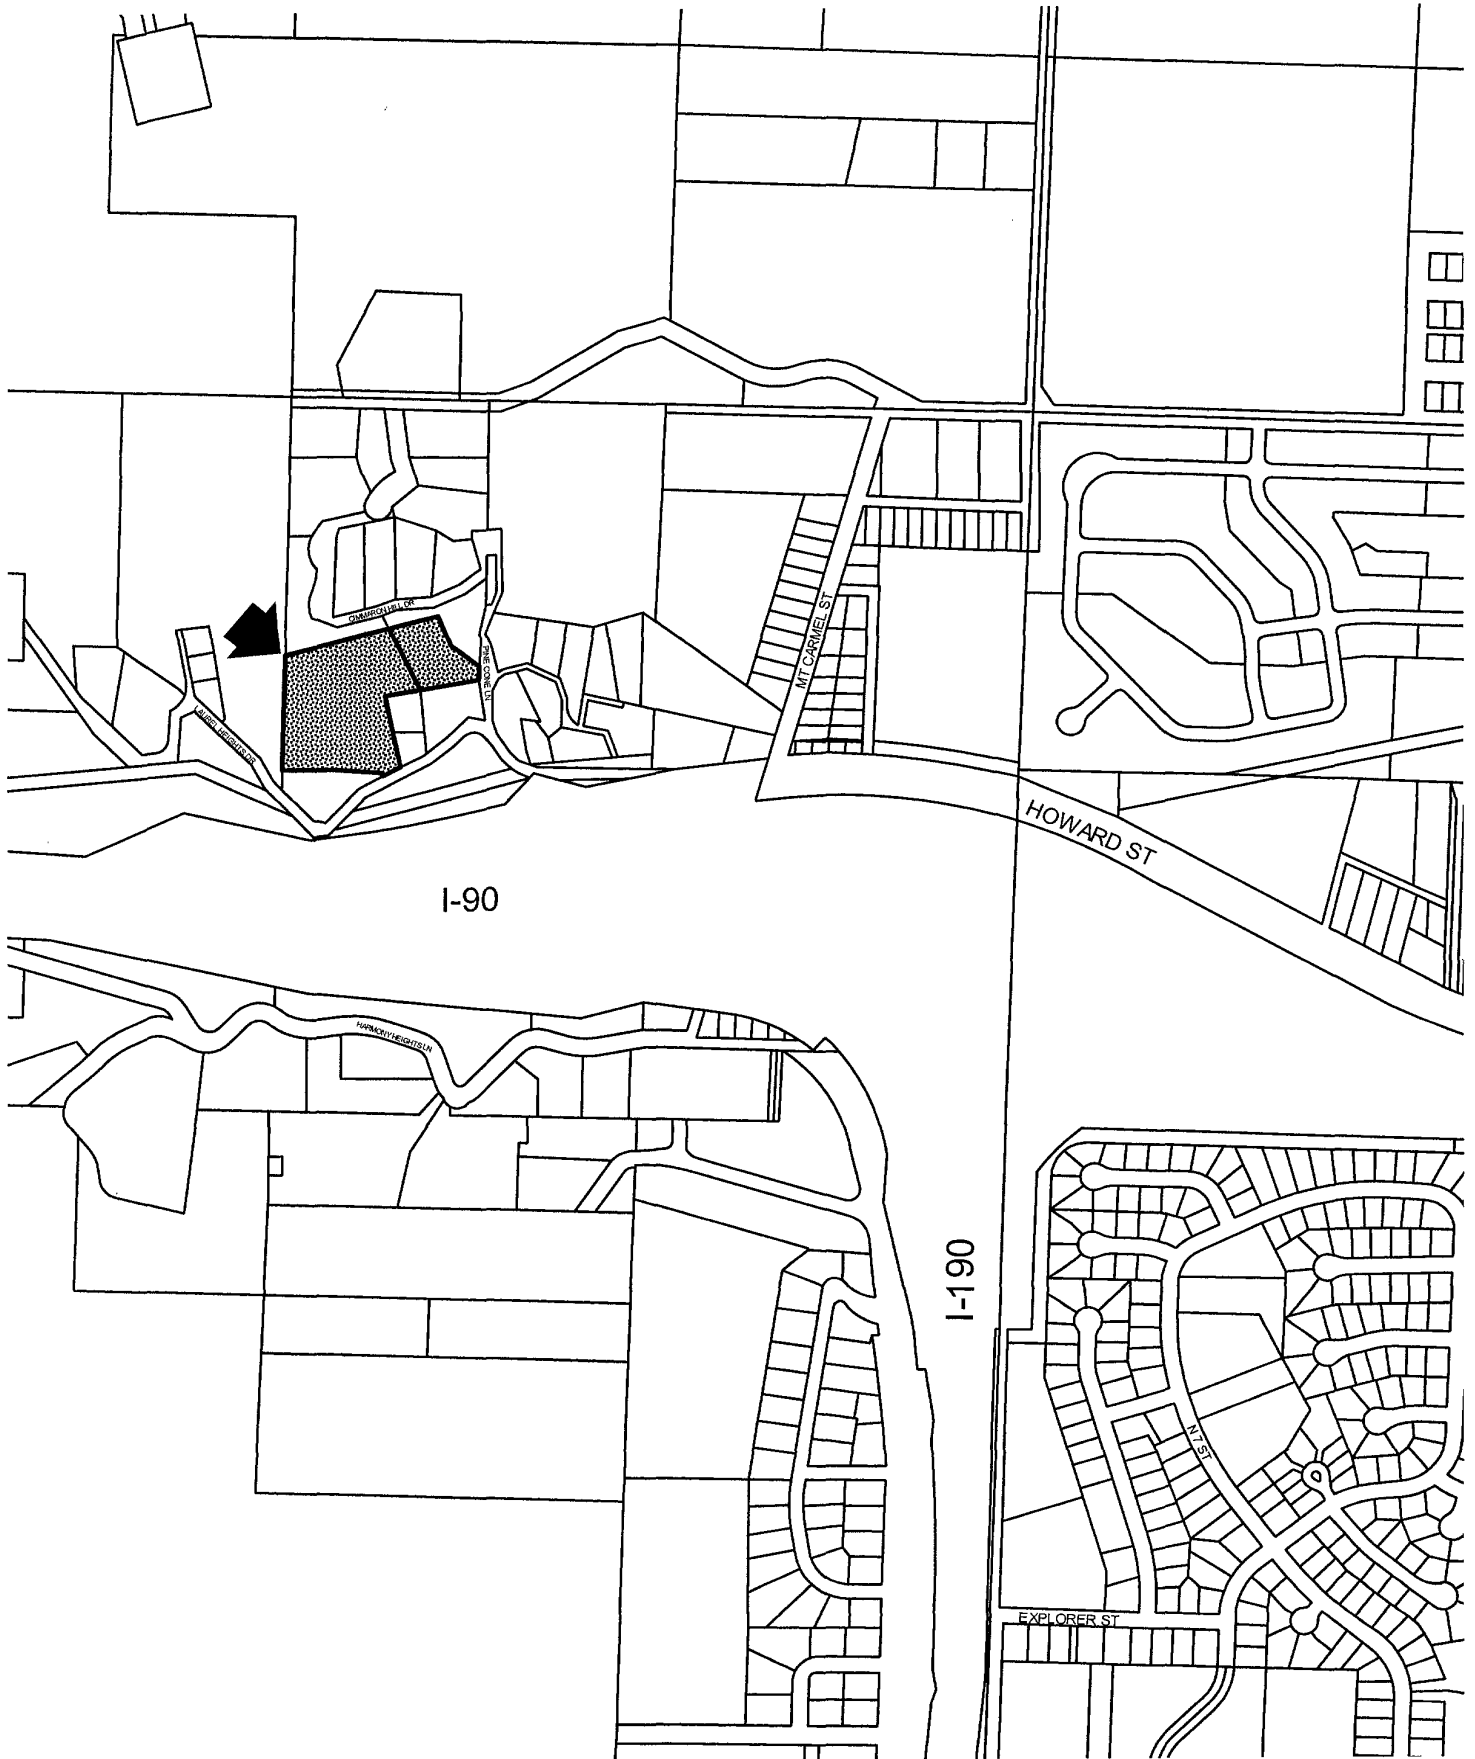 CIMMARON HILL DR
PINE CONE LN
MT CARMEL ST
LAUREL HEIGHTS DR
HOWARD ST
I-90
HARMONY HEIGHTS LN
I-190
N 7 ST
EXPLORER ST